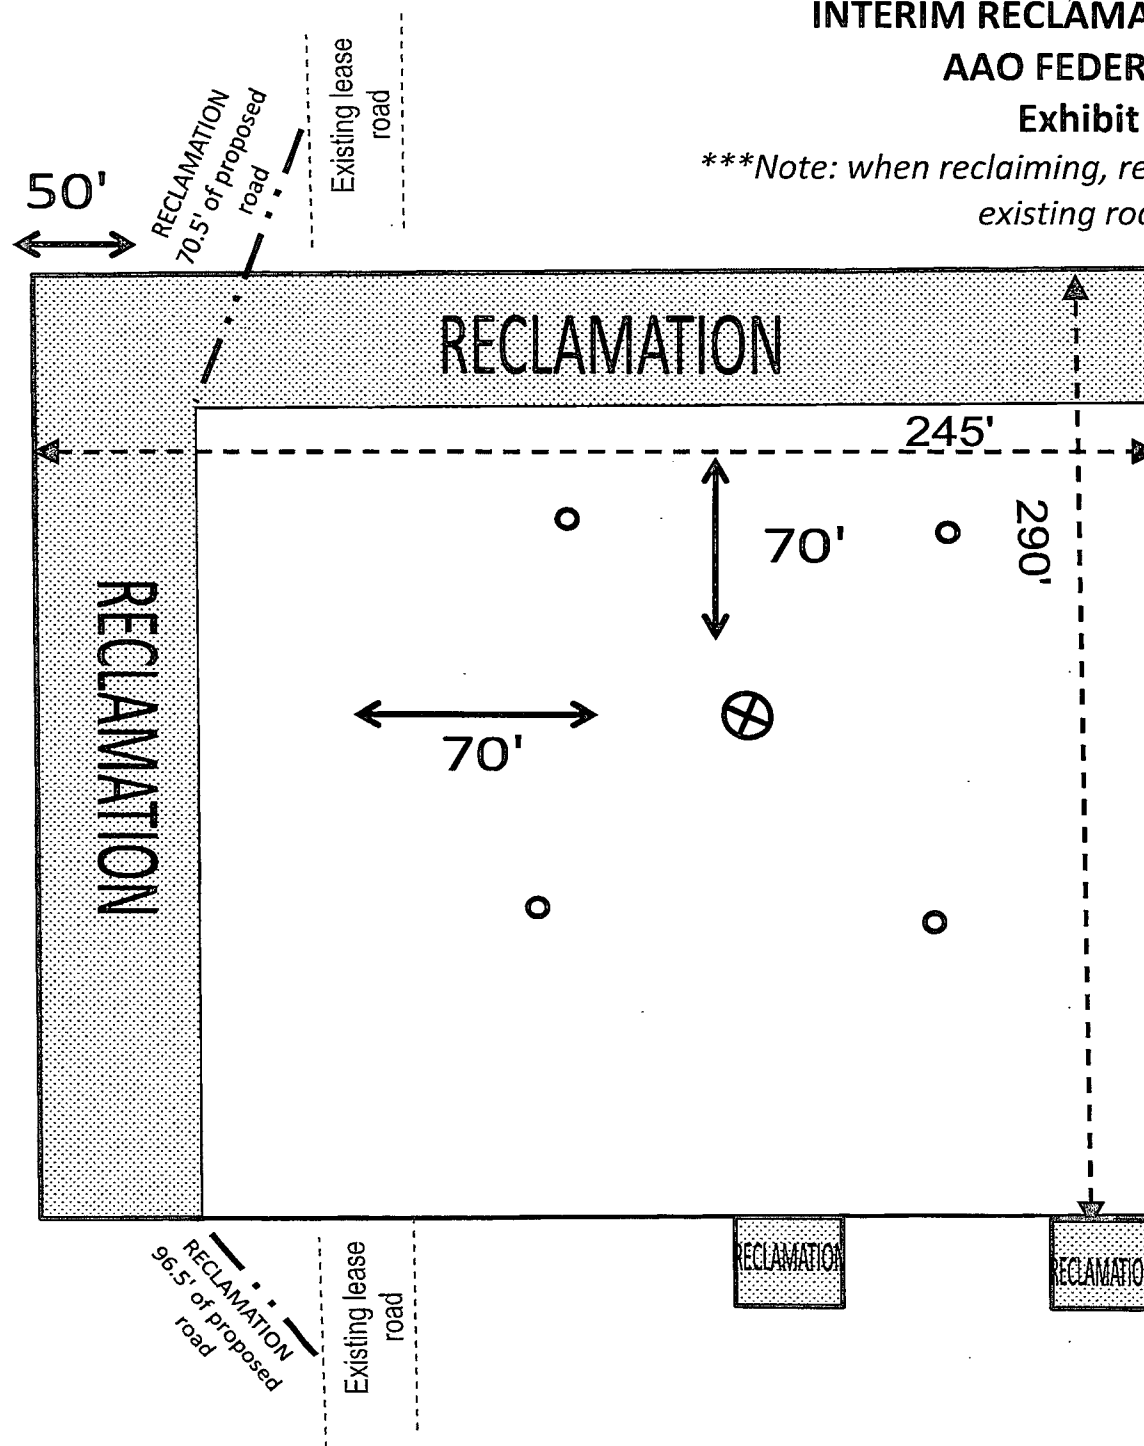 INTERIM RECLAMA
AAO FEDER
Exhibit
***Note: when reclaiming, re
existing roa
Existing lease
road
RECLAMATION
70.5' of proposed
road
50'
RECLAMATION
245'
70'
290'
RECLAMATION
70'
RECLAMATION
96.5' of proposed
road
Existing lease
road
RECLAMATION
RECLAMATIO